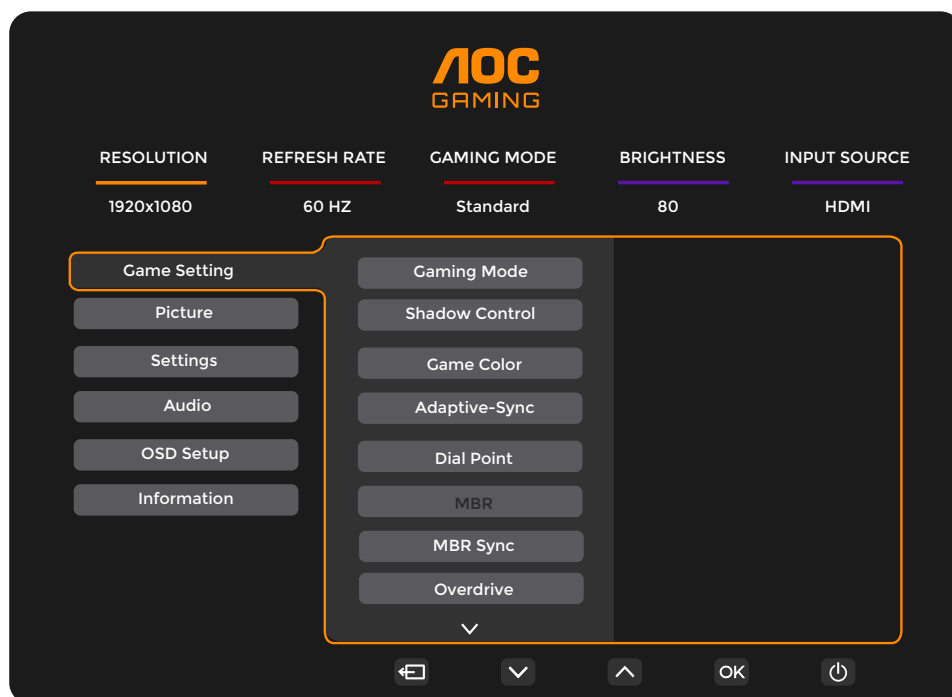 AOC
GAMING
RESOLUTION REFRESH RATE GAMING MODE BRIGHTNESS INPUT SOURCE
1920x1080 60 HZ Standard 80 HDMI
Game Setting
Picture
Settings
Audio
OSD Setup
Information
Gaming Mode
Shadow Control
Game Color
Adaptive-Sync
Dial Point
MBR
MBR Sync
Overdrive
OK